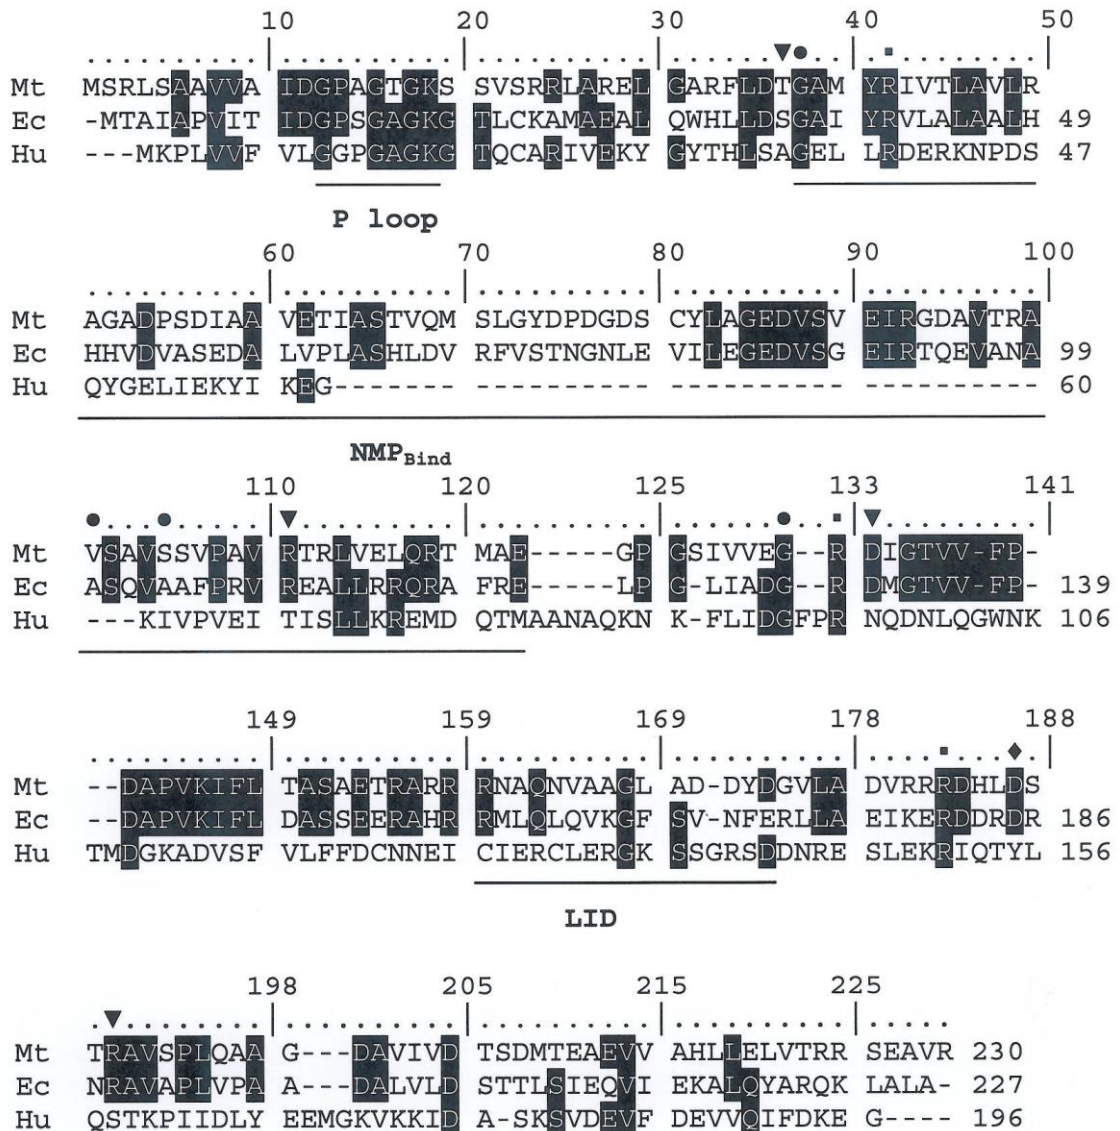 10 20 30 40 50
Mt MSRLSAAVVA IDGPAGTGKS SVSRRLAREL GARFLDTGAM YRIVTLAVLR
Ec -MTAIAPVIT IDGPSGAGKG TLCKAMAEAL QWHLLDSGAI YRVLALAALH 49
Hu ---MKPLVVF VLGGPGAGKG TQCARIVEKY GYTHLSAGEL LRDERKNPDS 47
P loop
60 70 80 90 100
Mt AGADPSDIAA VETIASTVQM SLGYDPDGDS CYLAGEDVSV EIRGDAVTRA
Ec HHVDVASEDA LVPLASHLDV RFVSTNGNLE VILEGEDVSG EIRTQEVANA 99
Hu QYGELIEKYI KEG------- ---------- ---------- ---------- 60
NMPBind
110 120 125 133 141
Mt VSAVSSVPAV RTRLVELQRT MAE-----GP GSIVVEG--R DIGTVV-FP-
Ec ASQVAAFPRV REALLRRQRA FRE-----LP G-LIADG--R DMGTVV-FP- 139
Hu ---KIVPVEI TISLLKREMD QTMAANAQKN K-FLIDGFPR NQDNLQGWNK 106
149 159 169 178 188
Mt --DAPVKIFL TASAETRARR RNAQNVAAGL AD-DYDGVLA DVRRRDHLDS
Ec --DAPVKIFL DASSEERAHR RMLQLQVKGF SV-NFERLLA EIKERDDRDR 186
Hu TMDGKADVSF VLFFDCNNEI CIERCLERGK SSGRSDDNRE SLEKRIQTYL 156
LID
198 205 215 225
Mt TRAVSPLQAA G---DAVIVD TSDMTEAEVV AHLLELVTRR SEAVR 230
Ec NRAVAPLVPA A---DALVLD STTLSIEQVI EKALQYARQK LALA- 227
Hu QSTKPIIDLY EEMGKVKKID A-SKSVDEVF DEVVQIFDKE G---- 196